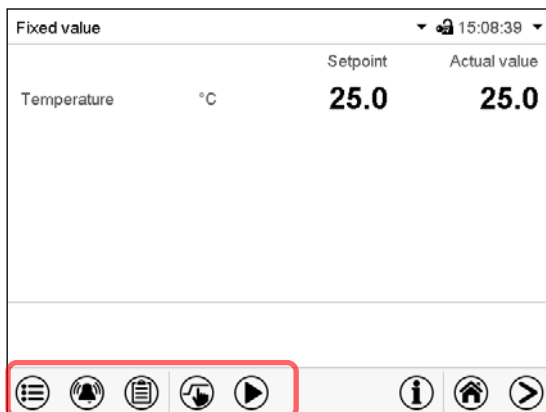 Fixed value 15:08:39
Setpoint Actual value
Temperature °C 25.0 25.0